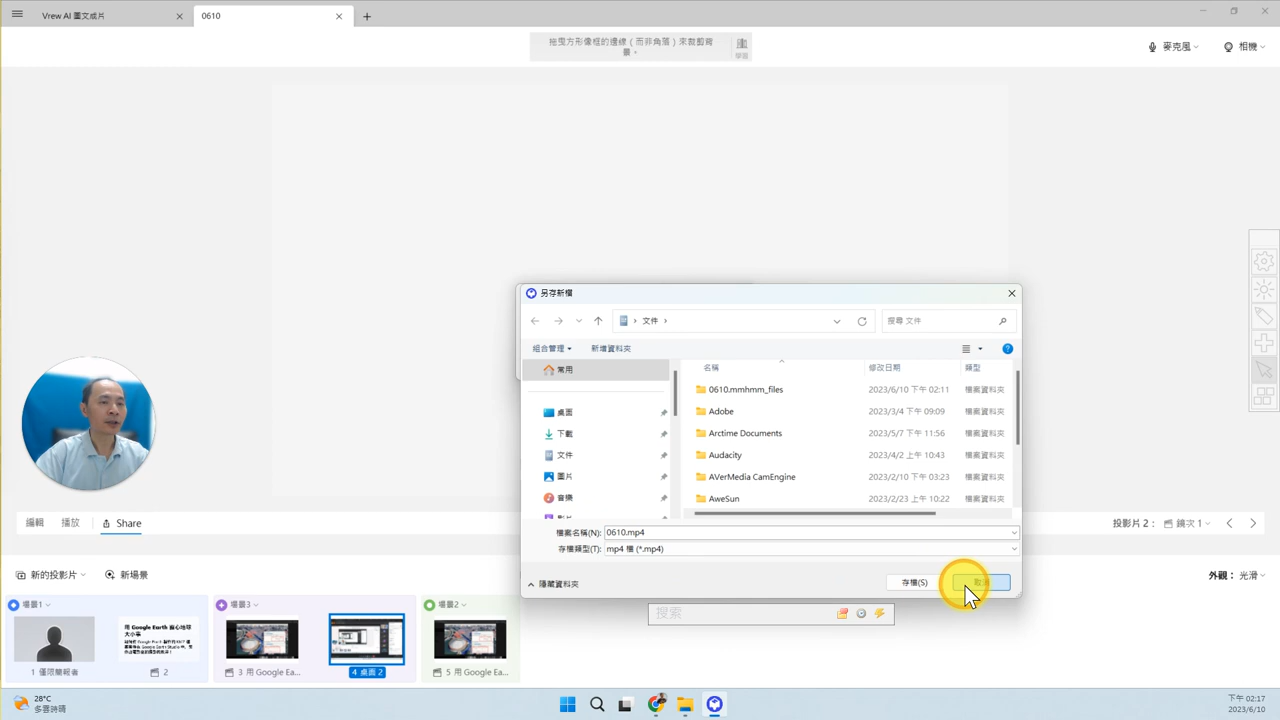 Vrew AI 圖文成片
0610
拖曳方形像框的邊線（而非角落）來裁剪背
景。
學習
麥克風
相機
另存新檔
文件
搜尋 文件
組合管理
新增資料夾
名稱
修改日期
類型
常用
桌面
下載
文件
圖片
音樂
0610.mmhmm_files
2023/6/10 下午 02:11
檔案資料夾
Adobe
2023/3/4 下午 09:09
檔案資料夾
Arctime Documents
2023/5/7 下午 11:56
檔案資料夾
Audacity
2023/4/2 上午 10:43
檔案資料夾
AVerMedia CamEngine
2023/2/10 下午 03:23
檔案資料夾
AweSun
2023/2/23 上午 10:22
檔案資料夾
檔案名稱(N): 0610.mp4
存檔類型(T): mp4 檔 (*.mp4)
隱藏資料夾
存檔(S)
取消
編輯
播放
Share
投影片 2：
鏡次 1
新的投影片
新場景
外觀： 光滑
場景1
場景3
場景2
用 Google Earth 暢心地球
大小事
1 僅限簡報者
2
3 用 Google Ea...
4 桌面 2
5 用 Google Ea...
搜索
28°C
多雲時晴
下午 02:17
2023/6/10